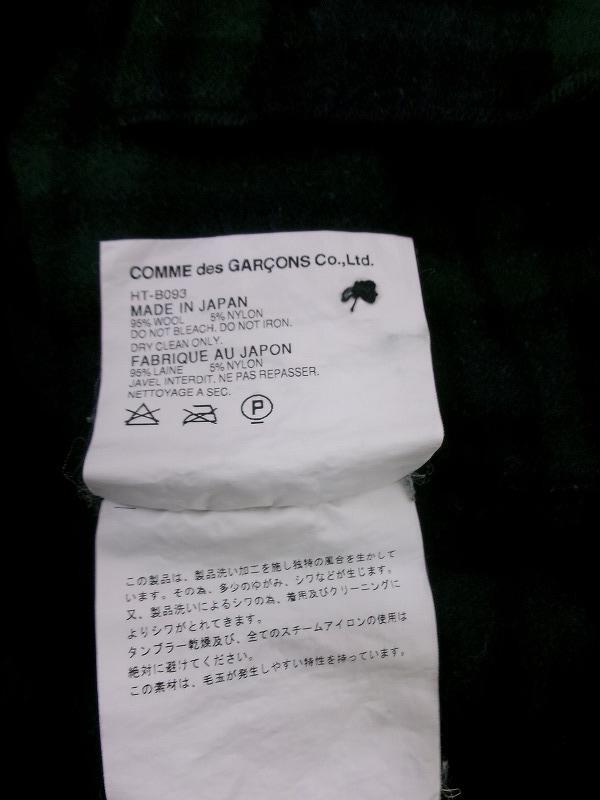 COMME des GARÇONS Co.,Ltd.
HT-B093
MADE IN JAPAN
95% WOOL 5% NYLON
DO NOT BLEACH. DO NOT IRON.
DRY CLEAN ONLY.
FABRIQUE AU JAPON
95% LAINE 5% NYLON
JAVEL INTERDIT. NE PAS REPASSER.
NETTOYAGE A SEC.
P
この製品は、製品洗い加工を施し独特の風合を生かして
います。その為、多少のゆがみ、シワなどが生じます。
又、製品洗いによるシワの為、着用及びクリーニングに
よりシワがとれてきます。
タンブラー乾燥及び、全てのスチームアイロンの使用は
絶対に避けてください。
この素材は、毛玉が発生しやすい特性を持っています。